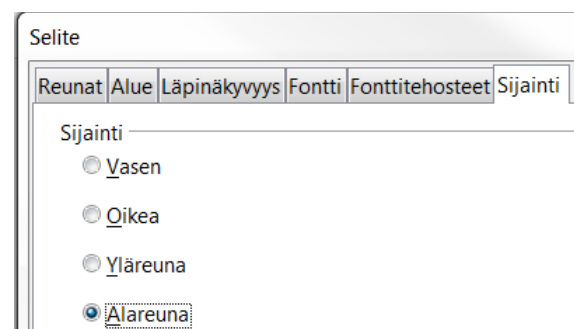 Selite
Reunat Alue Läpinäkyvyys Fontti Fonttitehosteet Sijainti
Sijainti
Vasen
Oikea
Yläreuna
Alareuna